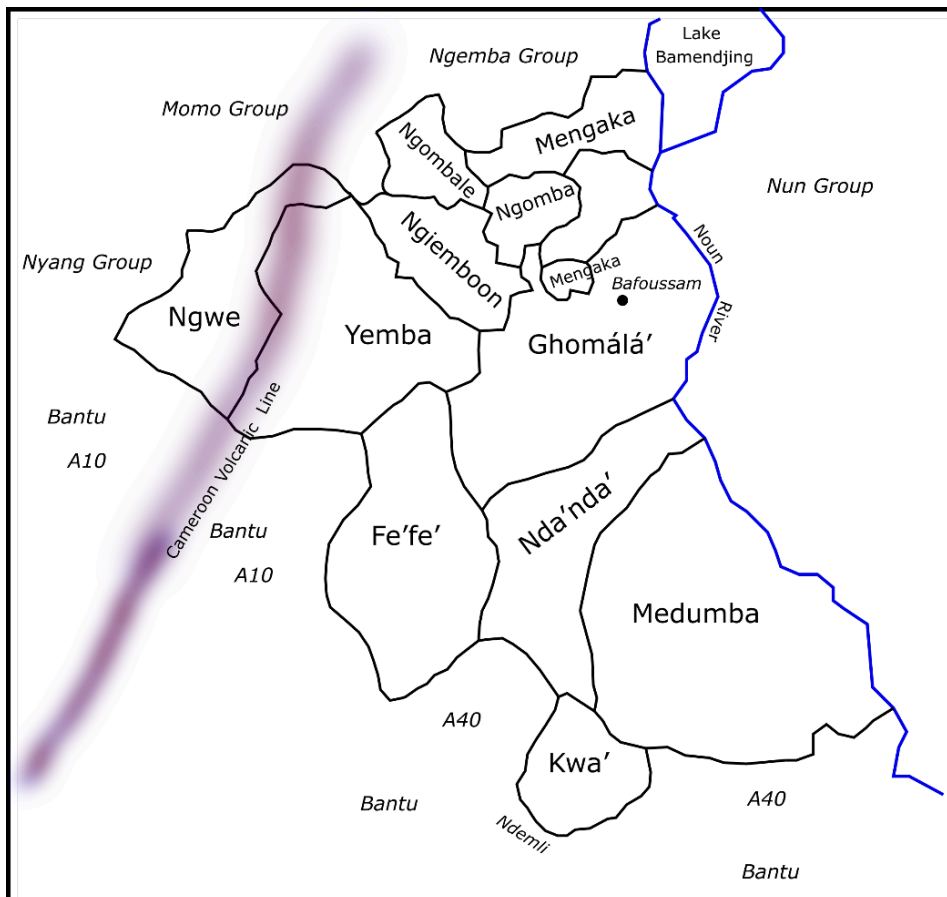 Lake
Bamendjing
Ngemba Group
Momo Group
Mengaka
Ngombale
Nun Group
Ngomba
Ngiemboon
Noun
River
Nyang Group
Mengaka
Bafoussam
Ngwe
Yemba
Ghomálá’
Cameroon Volcanic Line
Bantu
A10
Bantu
A10
Fe’fe’
Nda’nda’
Medumba
A40
Kwa’
Bantu
Ndemli
A40
Bantu